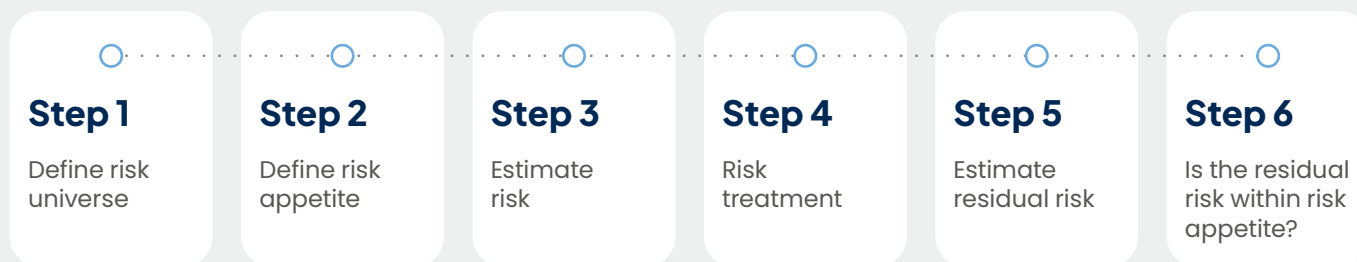 Step 1
Define risk
universe
Step 2
Define risk
appetite
Step 3
Estimate
risk
Step 4
Risk
treatment
Step 5
Estimate
residual risk
Step 6
Is the residual
risk within risk
appetite?